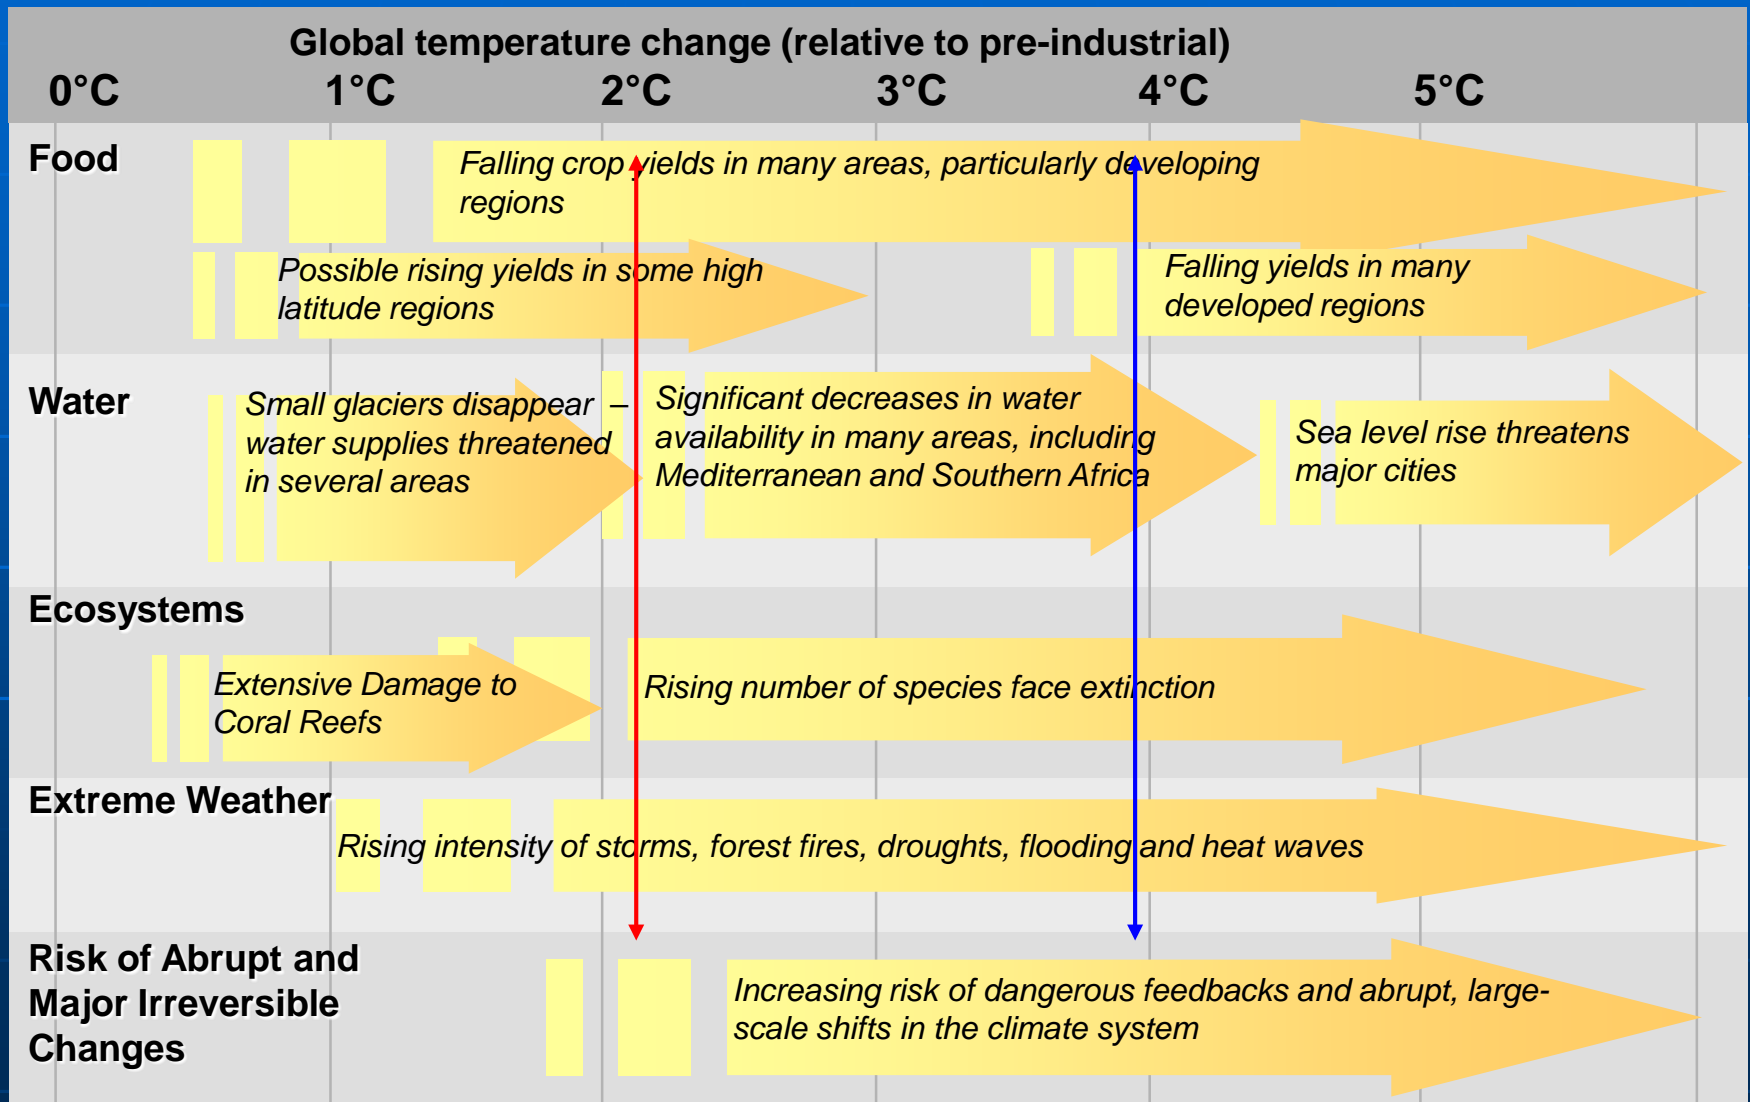 Global temperature change (relative to pre-industrial)
0°C 1°C 2°C 3°C 4°C 5°C
Food
Falling crop yields in many areas, particularly developing
regions
Possible rising yields in some high
latitude regions
Falling yields in many
developed regions
Water
Small glaciers disappear –
water supplies threatened
in several areas
Significant decreases in water
availability in many areas, including
Mediterranean and Southern Africa
Sea level rise threatens
major cities
Ecosystems
Extensive Damage to
Coral Reefs
Rising number of species face extinction
Extreme Weather
Rising intensity of storms, forest fires, droughts, flooding and heat waves
Risk of Abrupt and
Major Irreversible
Changes
Increasing risk of dangerous feedbacks and abrupt, large-
scale shifts in the climate system